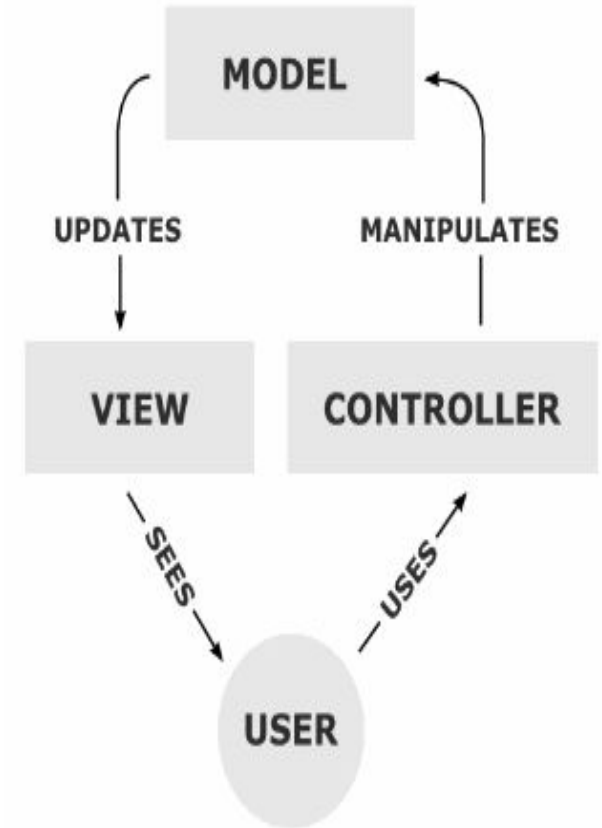 MODEL
UPDATES
MANIPULATES
VIEW
CONTROLLER
SEES
USES
USER